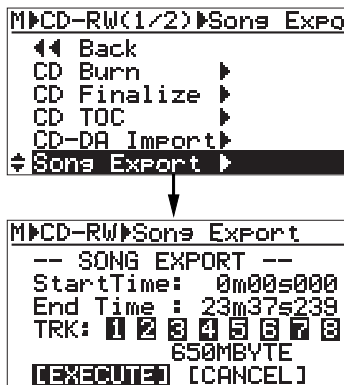 M▶CD-RW(1/2)▶Song Expo
◀◀ Back
CD Burn ▶
CD Finalize ▶
CD TOC ▶
CD-DA Import▶
Song Export ▶
M▶CD-RW▶Song Export
-- SONG EXPORT --
StartTime: 0m00s000
End Time : 23m37s239
TRK: 1 2 3 4 5 6 7 8
650MBYTE
[EXECUTE] [CANCEL]